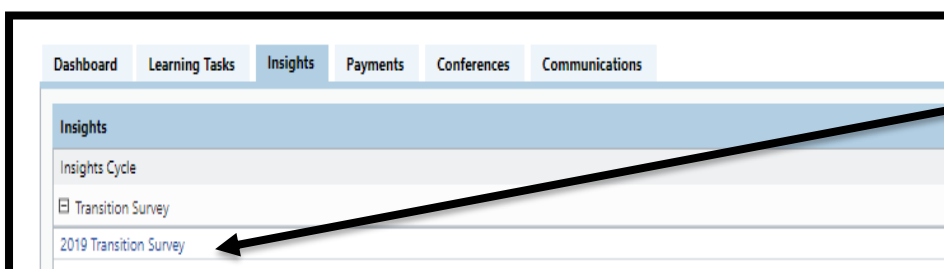 Dashboard Learning Tasks Insights Payments Conferences Communications
Insights
Insights Cycle
Transition Survey
2019 Transition Survey